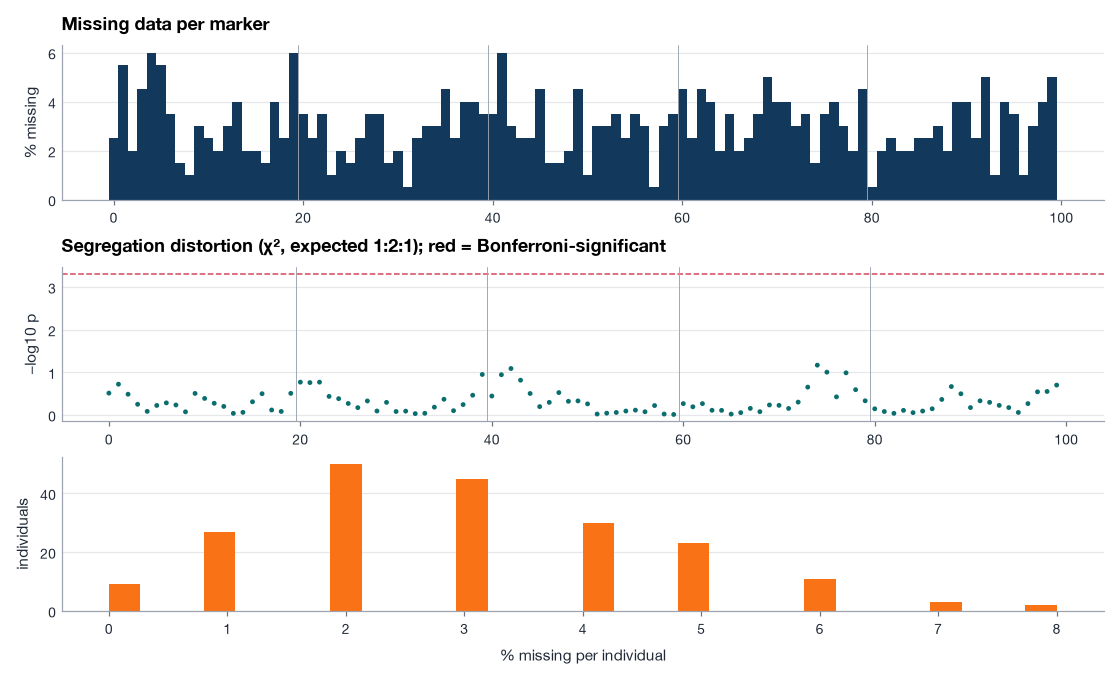 Missing data per marker
% missing
6
4
2
0
0 20 40 60 80 100
Segregation distortion (χ², expected 1:2:1); red = Bonferroni-significant
−log10 p
3
2
1
0
0 20 40 60 80 100
individuals
40
20
0
0 1 2 3 4 5 6 7 8
% missing per individual